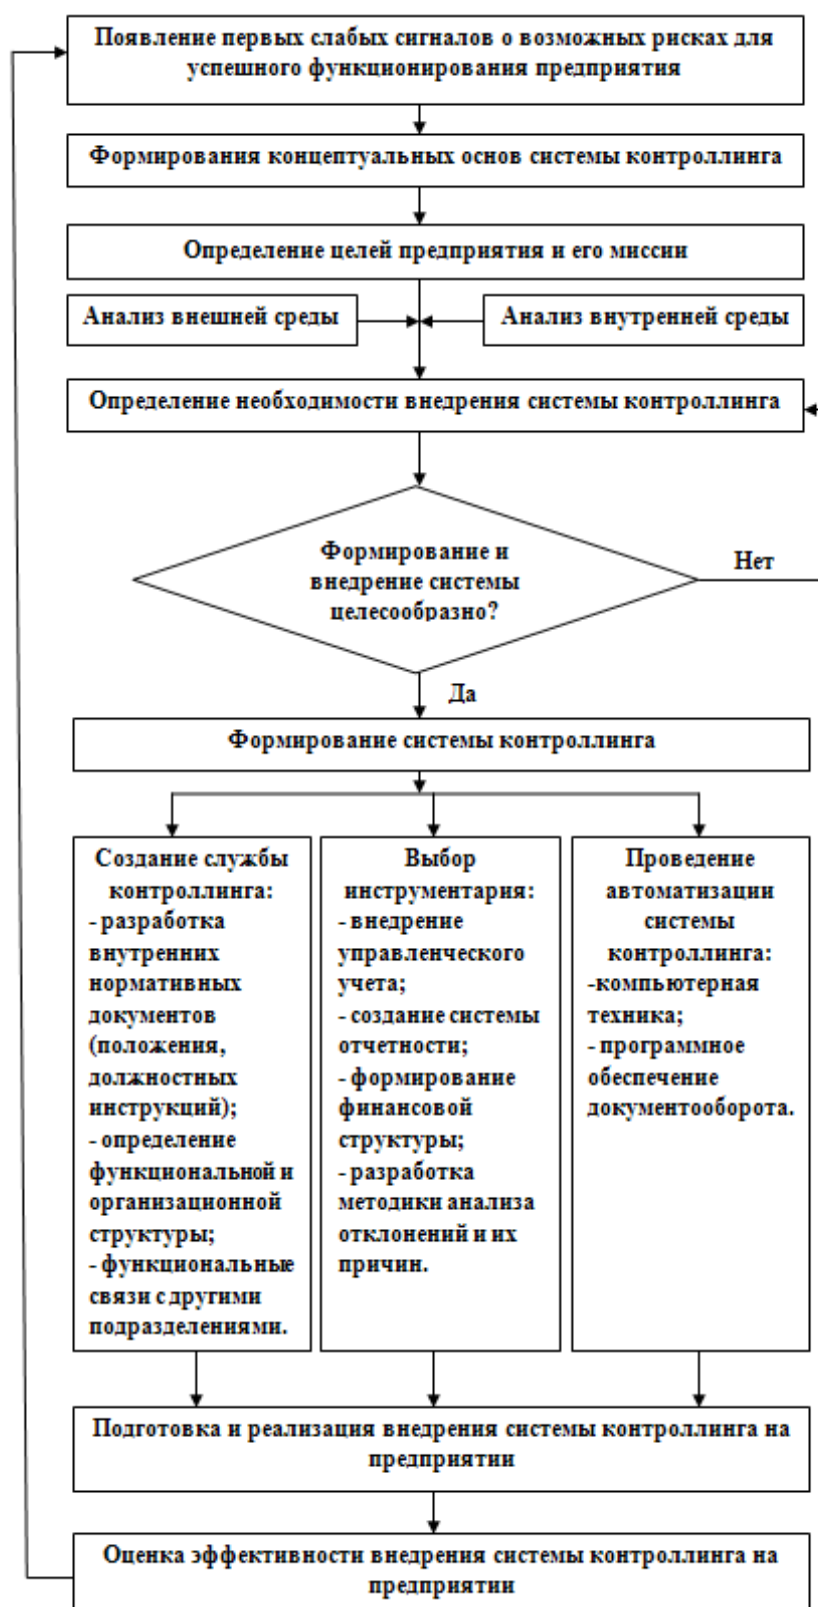 Появление первых слабых сигналов о возможных рисках для
успешного функционирования предприятия
Формирования концептуальных основ системы контроллинга
Определение целей предприятия и его миссии
Анализ внешней среды
Анализ внутренней среды
Определение необходимости внедрения системы контроллинга
Формирование и
внедрение системы
целесообразно?
Нет
Да
Формирование системы контроллинга
Создание службы
контроллинга:
- разработка
внутренних
нормативных
документов
(положения,
должностных
инструкций);
- определение
функциональной и
организационной
структуры;
- функциональные
связи с другими
подразделениями.
Выбор
инструментария:
- внедрение
управленческого
учета;
- создание системы
отчетности;
- формирование
финансовой
структуры;
- разработка
методики анализа
отклонений и их
причин.
Проведение
автоматизации
системы
контроллинга:
-компьютерная
техника;
- программное
обеспечение
документооборота.
Подготовка и реализация внедрения системы контроллинга на
предприятии
Оценка эффективности внедрения системы контроллинга на
предприятии